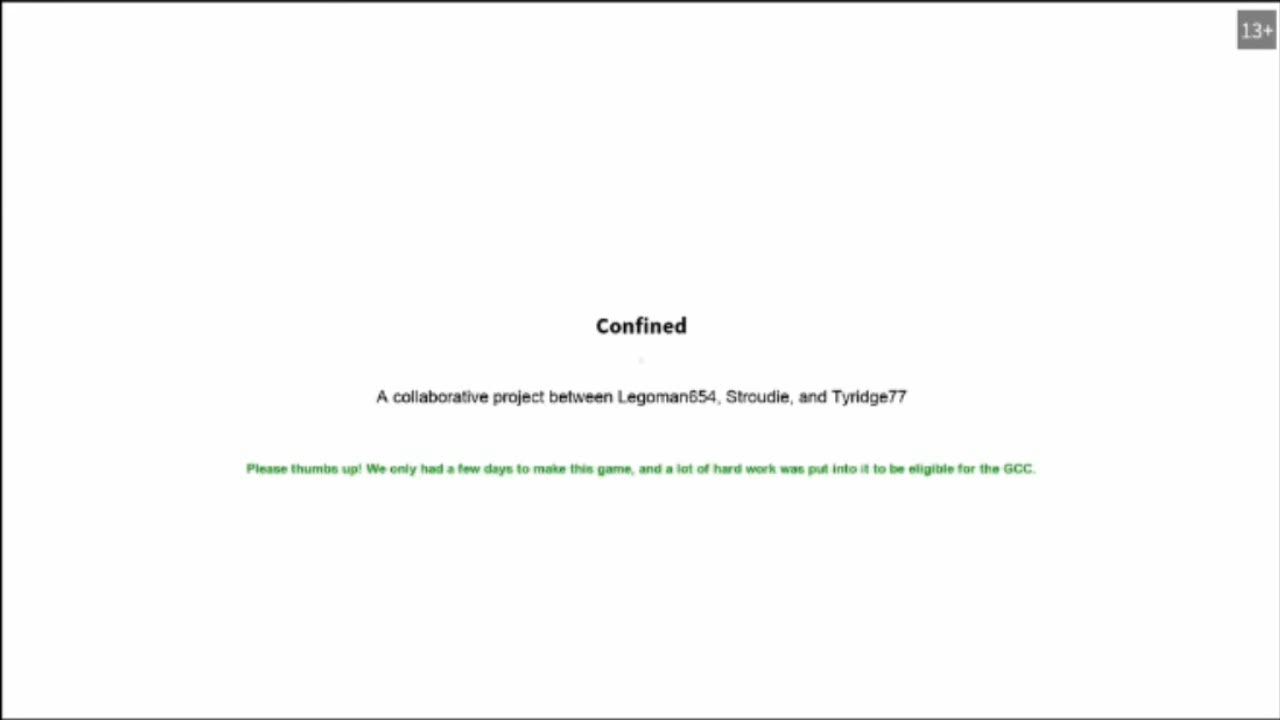 13+
Confined
A collaborative project between Legoman654, Stroudie, and Tyridge77
Please thumbs up! We only had a few days to make this game, and a lot of hard work was put into it to be eligible for the GCC.